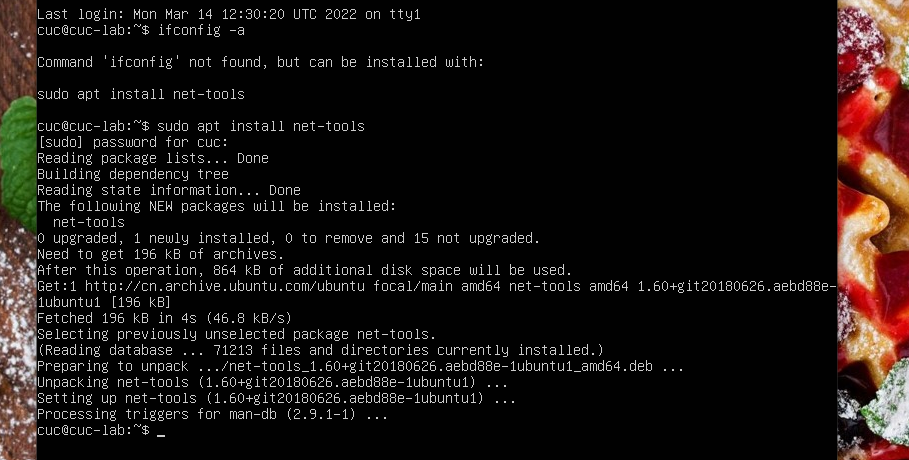 Last login: Mon Mar 14 12:30:20 UTC 2022 on tty1
cuc@cuc-lab:~$ ifconfig -a
Command 'ifconfig' not found, but can be installed with:
sudo apt install net-tools
cuc@cuc-lab:~$ sudo apt install net-tools
[sudo] password for cuc:
Reading package lists... Done
Building dependency tree
Reading state information... Done
The following NEW packages will be installed:
  net-tools
0 upgraded, 1 newly installed, 0 to remove and 15 not upgraded.
Need to get 196 kB of archives.
After this operation, 864 kB of additional disk space will be used.
Get:1 http://cn.archive.ubuntu.com/ubuntu focal/main amd64 net-tools amd64 1.60+git20180626.aebd88e-
1ubuntu1 [196 kB]
Fetched 196 kB in 4s (46.8 kB/s)
Selecting previously unselected package net-tools.
(Reading database ... 71213 files and directories currently installed.)
Preparing to unpack .../net-tools_1.60+git20180626.aebd88e-1ubuntu1_amd64.deb ...
Unpacking net-tools (1.60+git20180626.aebd88e-1ubuntu1) ...
Setting up net-tools (1.60+git20180626.aebd88e-1ubuntu1) ...
Processing triggers for man-db (2.9.1-1) ...
cuc@cuc-lab:~$ _